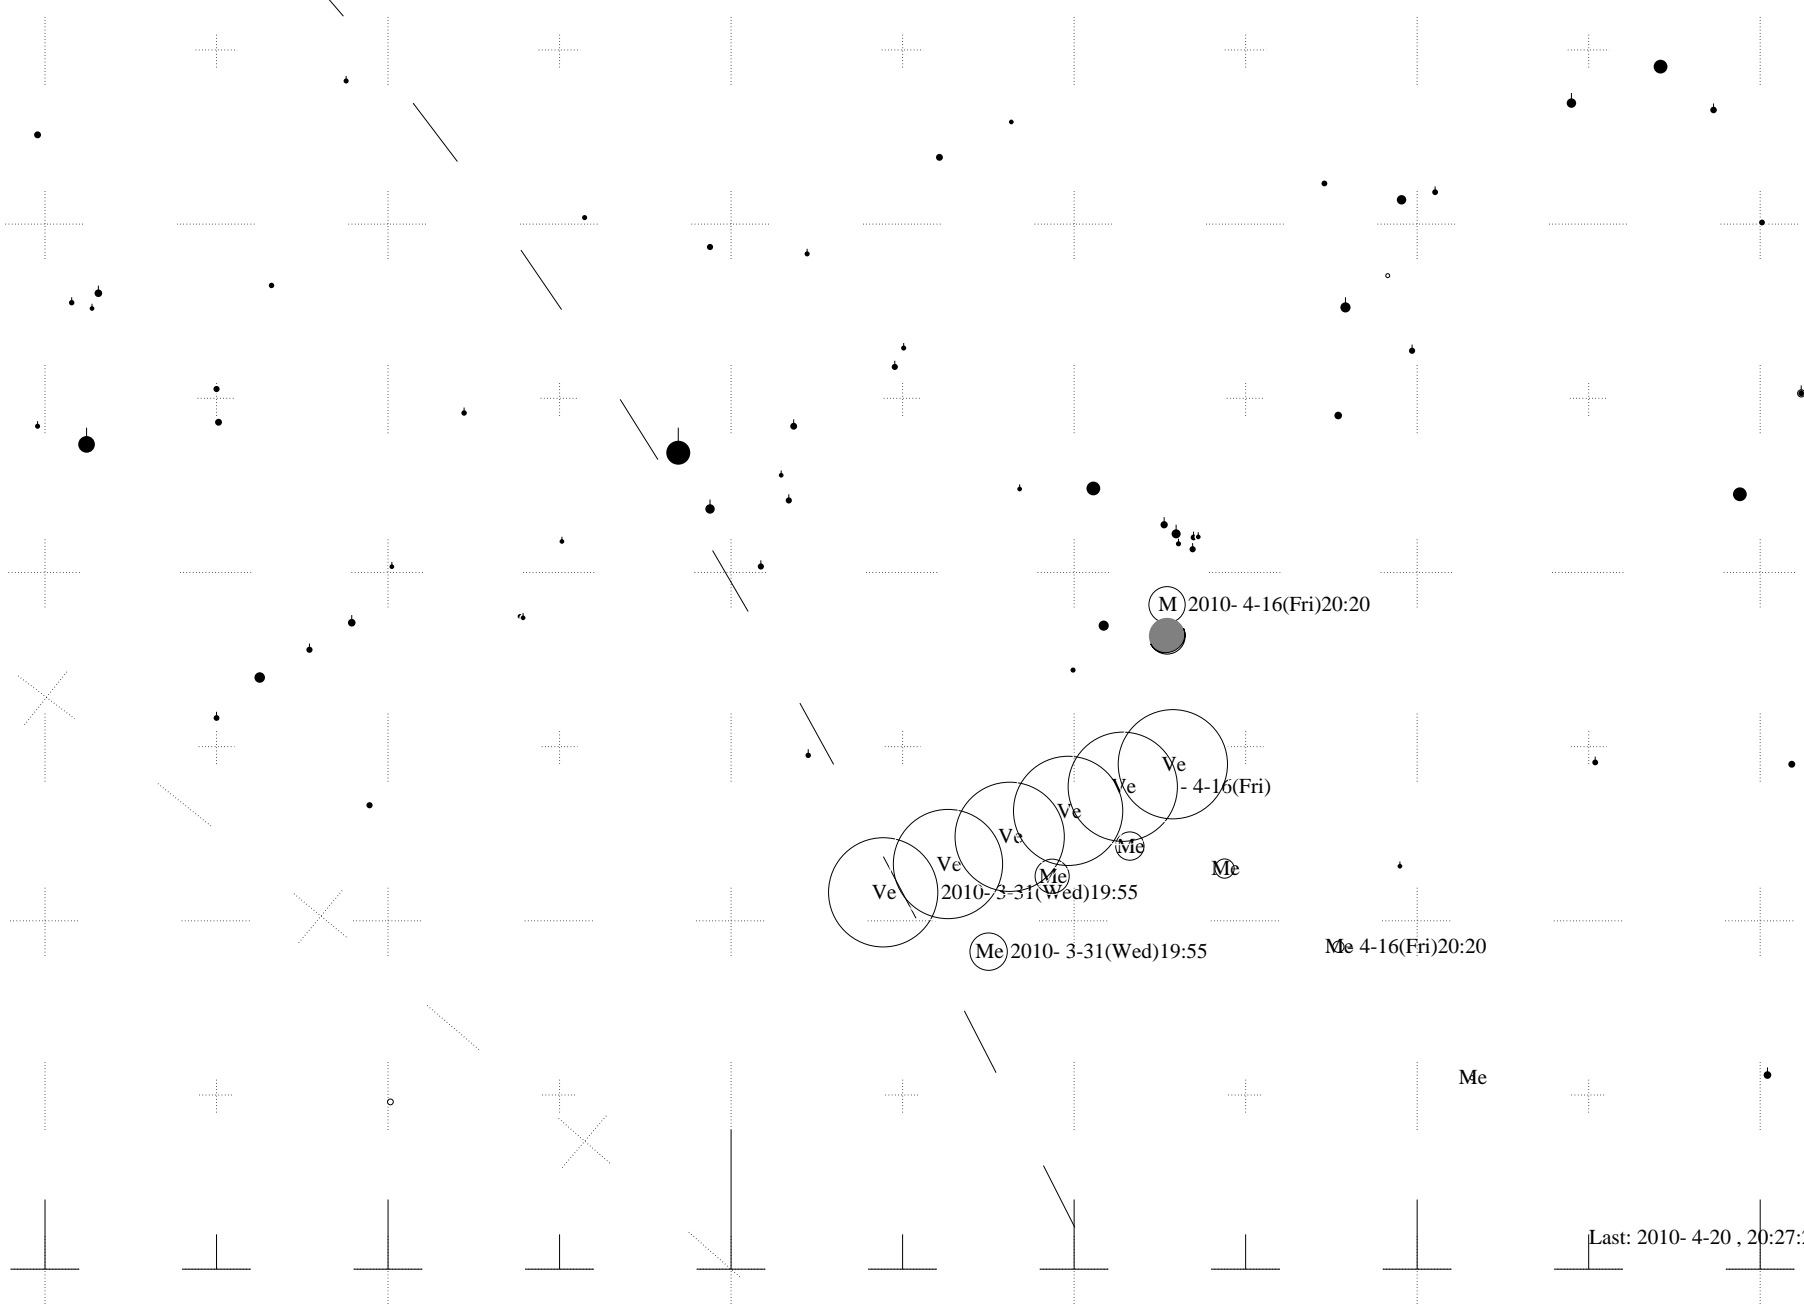 M 2010- 4-16(Fri)20:20
Ve
Ve - 4-16(Fri)
Ve
Ve
Me
Ve
Me
Me
Ve 2010- 3-31(Wed)19:55
Me - 4-16(Fri)20:20
Me 2010- 3-31(Wed)19:55
Me
Last: 2010- 4-20 , 20:27: